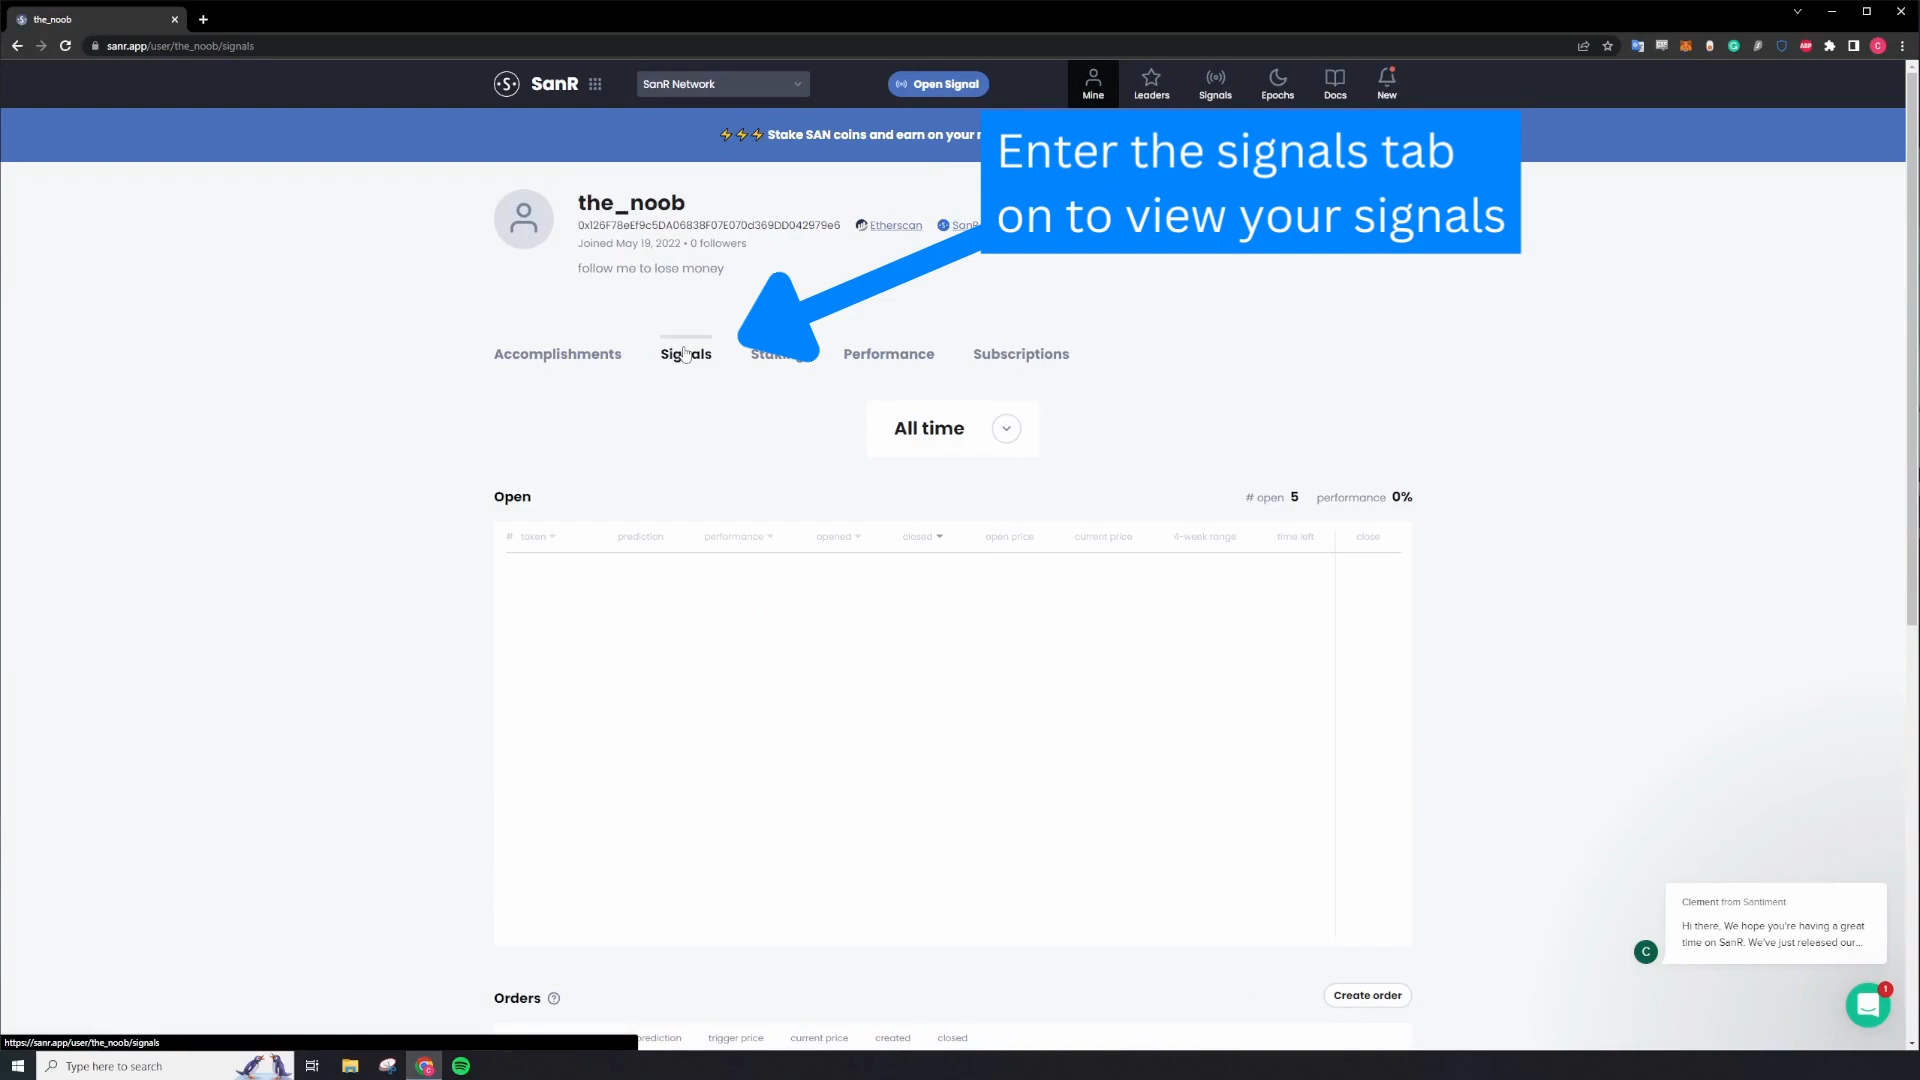 the_noob
sanr.app/user/the_noob/signals
SanR
SanR Network
Open Signal
Mine
Leaders
Signals
Epochs
Docs
New
Stake SAN coins and earn on your
Enter the signals tab
on to view your signals
the_noob
0x126F78eEf9c5DA06838F07E070d369DD042979e6 Etherscan
Joined May 19, 2022 • 0 followers
follow me to lose money
Accomplishments Signals Performance Subscriptions
All time
Open # open 5 performance 0%
# token prediction performance opened closed open price current price 4-week range time left close
Clement from Santiment
Hi there, We hope you're having a great
time on SanR. We've just released our...
C
1
Orders Create order
trigger price current price created closed
https://sanr.app/user/the_noob/signals
Type here to search